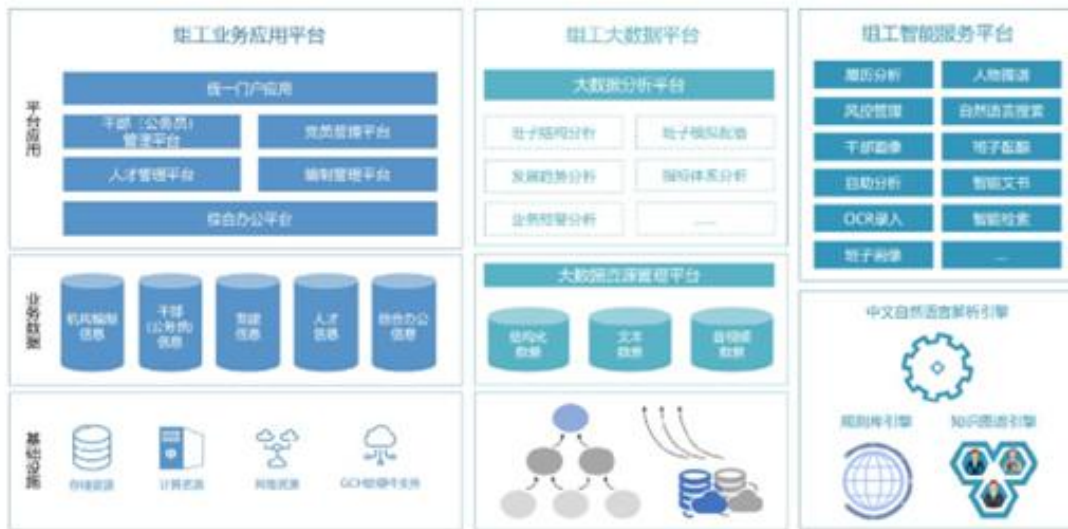 组工业务应用平台
平台应用
统一门户应用
干部（公务员）
管理平台
党员管理平台
人才管理平台
编制管理平台
综合办公平台
业务数据
机构编制
信息
干部
(公务员)
信息
党建
信息
人才
信息
综合办公
信息
基础设施
存储资源
计算资源
网络资源
组工大数据平台
大数据分析平台
班子结构分析
班子模拟配备
发展趋势分析
指标体系分析
业务预警分析
......
大数据资源管理平台
结构化
数据
文本
数据
音视频
数据
组工智能服务平台
履历分析
人物图谱
风控管理
自然语言搜索
干部画像
班子配备
自助分析
智能文书
OCR录入
智能检索
班子画像
...
中文自然语言解析引擎
规则库引擎
知识图谱引擎